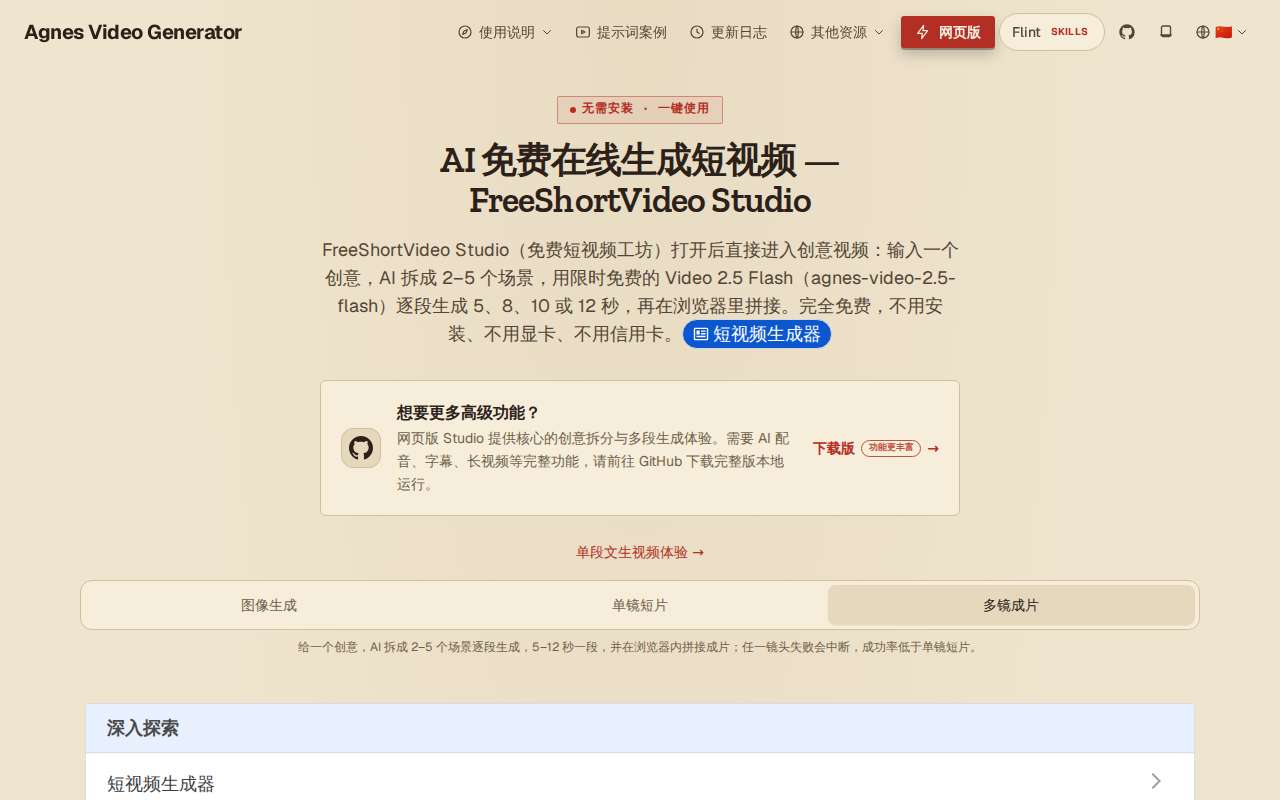 Agnes Video Generator
使用说明
提示词案例
更新日志
其他资源
网页版
Flint SKILLS
无需安装 · 一键使用
AI 免费在线生成短视频 —
FreeShortVideo Studio
FreeShortVideo Studio（免费短视频工坊）打开后直接进入创意视频：输入一个
创意，AI 拆成 2–5 个场景，用限时免费的 Video 2.5 Flash（agnes-video-2.5-
flash）逐段生成 5、8、10 或 12 秒，再在浏览器里拼接。完全免费，不用安
装、不用显卡、不用信用卡。 短视频生成器
想要更多高级功能？
网页版 Studio 提供核心的创意拆分与多段生成体验。需要 AI 配
音、字幕、长视频等完整功能，请前往 GitHub 下载完整版本地
运行。
下载版 功能更丰富 →
单段文生视频体验 →
图像生成
单镜短片
多镜成片
给一个创意，AI 拆成 2–5 个场景逐段生成，5–12 秒一段，并在浏览器内拼接成片；任一镜头失败会中断，成功率低于单镜短片。
深入探索
短视频生成器